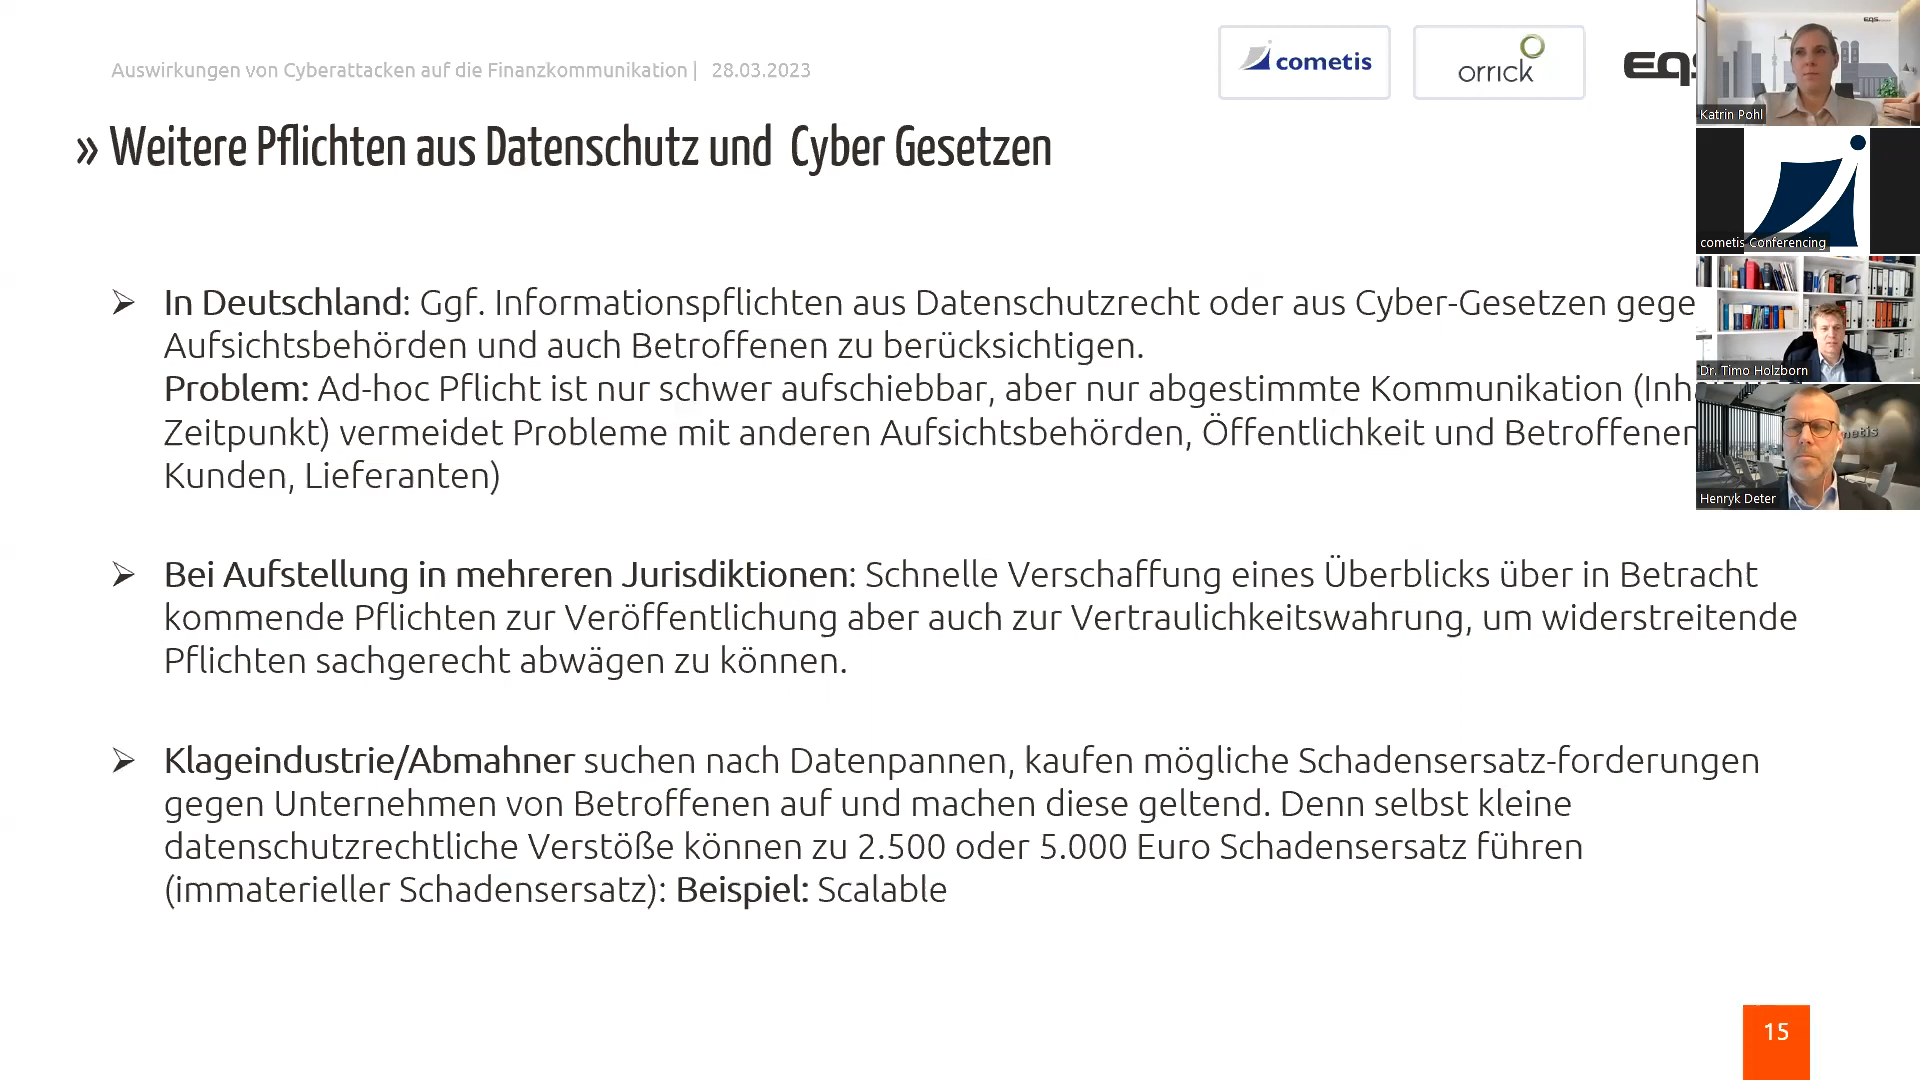 Auswirkungen von Cyberattacken auf die Finanzkommunikation | 28.03.2023
cometis
orrick
EQS
» Weitere Pflichten aus Datenschutz und Cyber Gesetzen
Katrin Pohl
cometis Conferencing
Dr. Timo Holzborn
Henryk Deter
➢ In Deutschland: Ggf. Informationspflichten aus Datenschutzrecht oder aus Cyber-Gesetzen gege
Aufsichtsbehörden und auch Betroffenen zu berücksichtigen.
Problem: Ad-hoc Pflicht ist nur schwer aufschiebbar, aber nur abgestimmte Kommunikation (Inh
Zeitpunkt) vermeidet Probleme mit anderen Aufsichtsbehörden, Öffentlichkeit und Betroffenen
Kunden, Lieferanten)
➢ Bei Aufstellung in mehreren Jurisdiktionen: Schnelle Verschaffung eines Überblicks über in Betracht
kommende Pflichten zur Veröffentlichung aber auch zur Vertraulichkeitswahrung, um widerstreitende
Pflichten sachgerecht abwägen zu können.
➢ Klageindustrie/Abmahner suchen nach Datenpannen, kaufen mögliche Schadensersatz-forderungen
gegen Unternehmen von Betroffenen auf und machen diese geltend. Denn selbst kleine
datenschutzrechtliche Verstöße können zu 2.500 oder 5.000 Euro Schadensersatz führen
(immaterieller Schadensersatz): Beispiel: Scalable
15